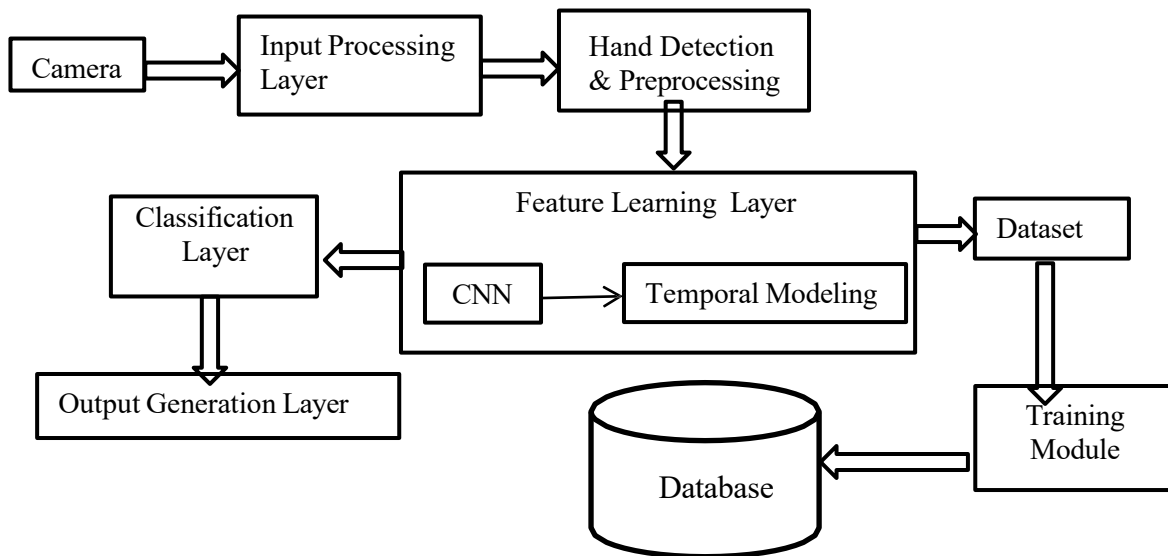 Camera
Input Processing
Layer
Hand Detection
& Preprocessing
Feature Learning Layer
CNN
Temporal Modeling
Classification
Layer
Output Generation Layer
Dataset
Training
Module
Database